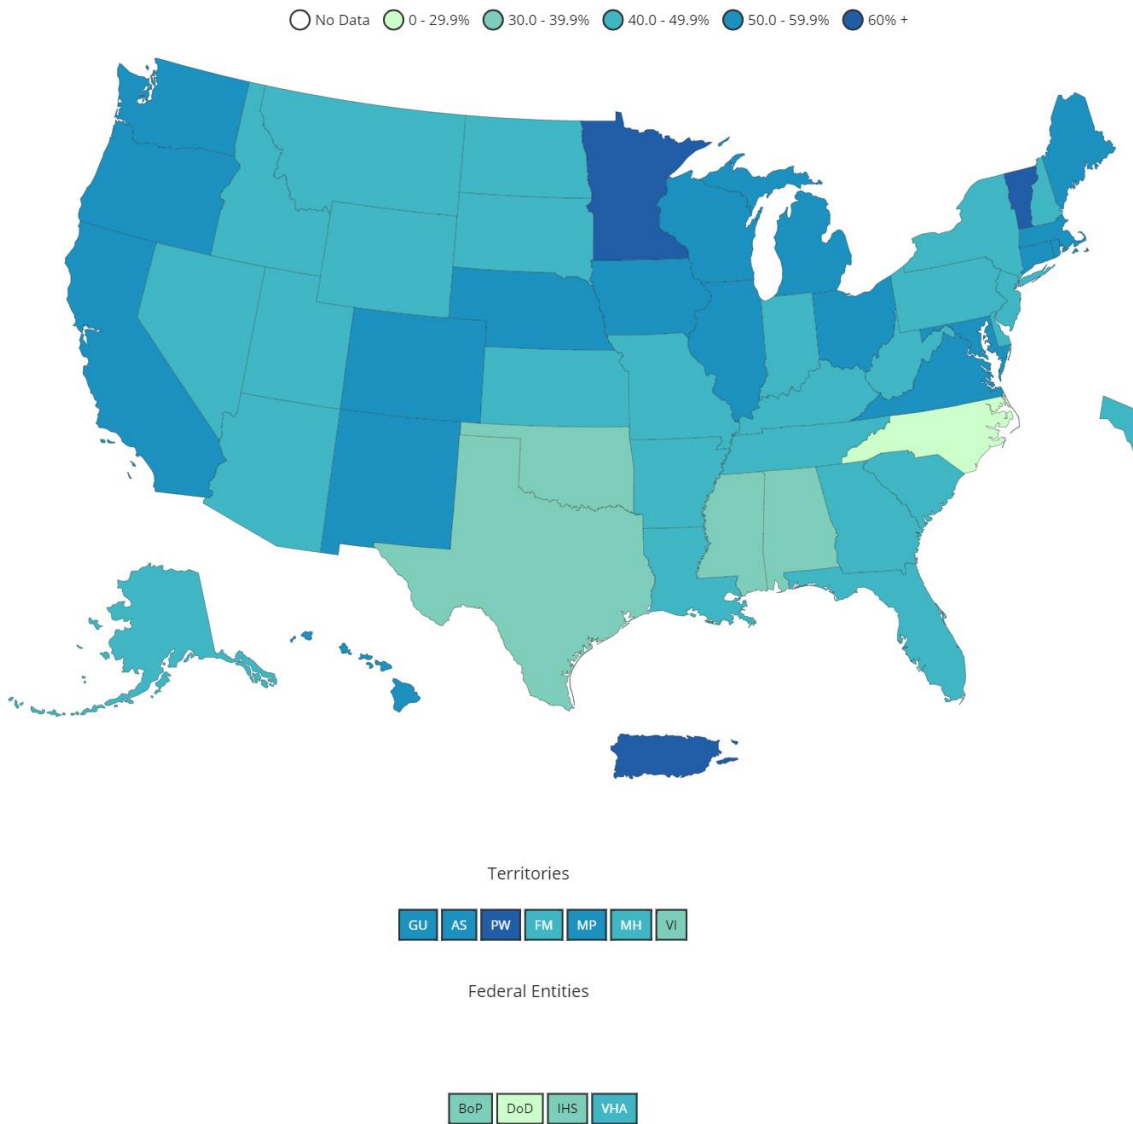 No Data 0 - 29.9% 30.0 - 39.9% 40.0 - 49.9% 50.0 - 59.9% 60% +
Territories
GU AS PW FM MP MH VI
Federal Entities
BoP DoD IHS VHA